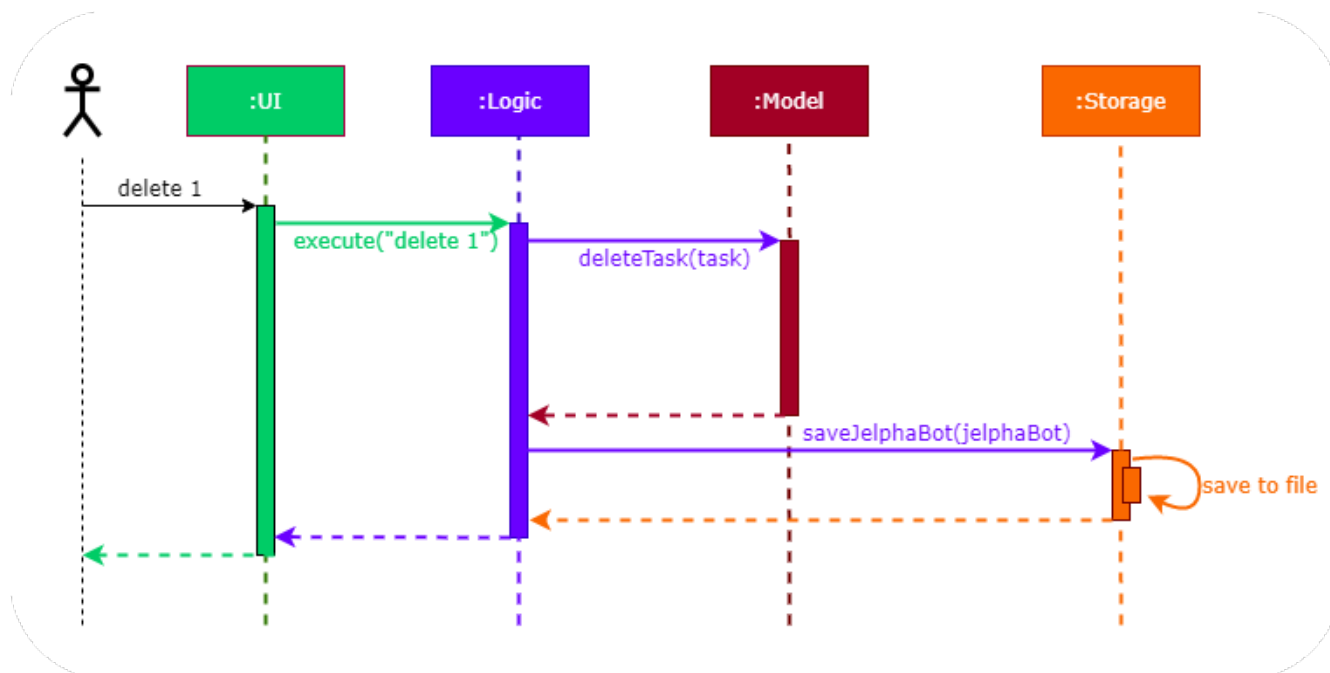 :UI
:Logic
:Model
:Storage
delete 1
execute("delete 1")
deleteTask(task)
saveJelphaBot(jelphaBot)
save to file